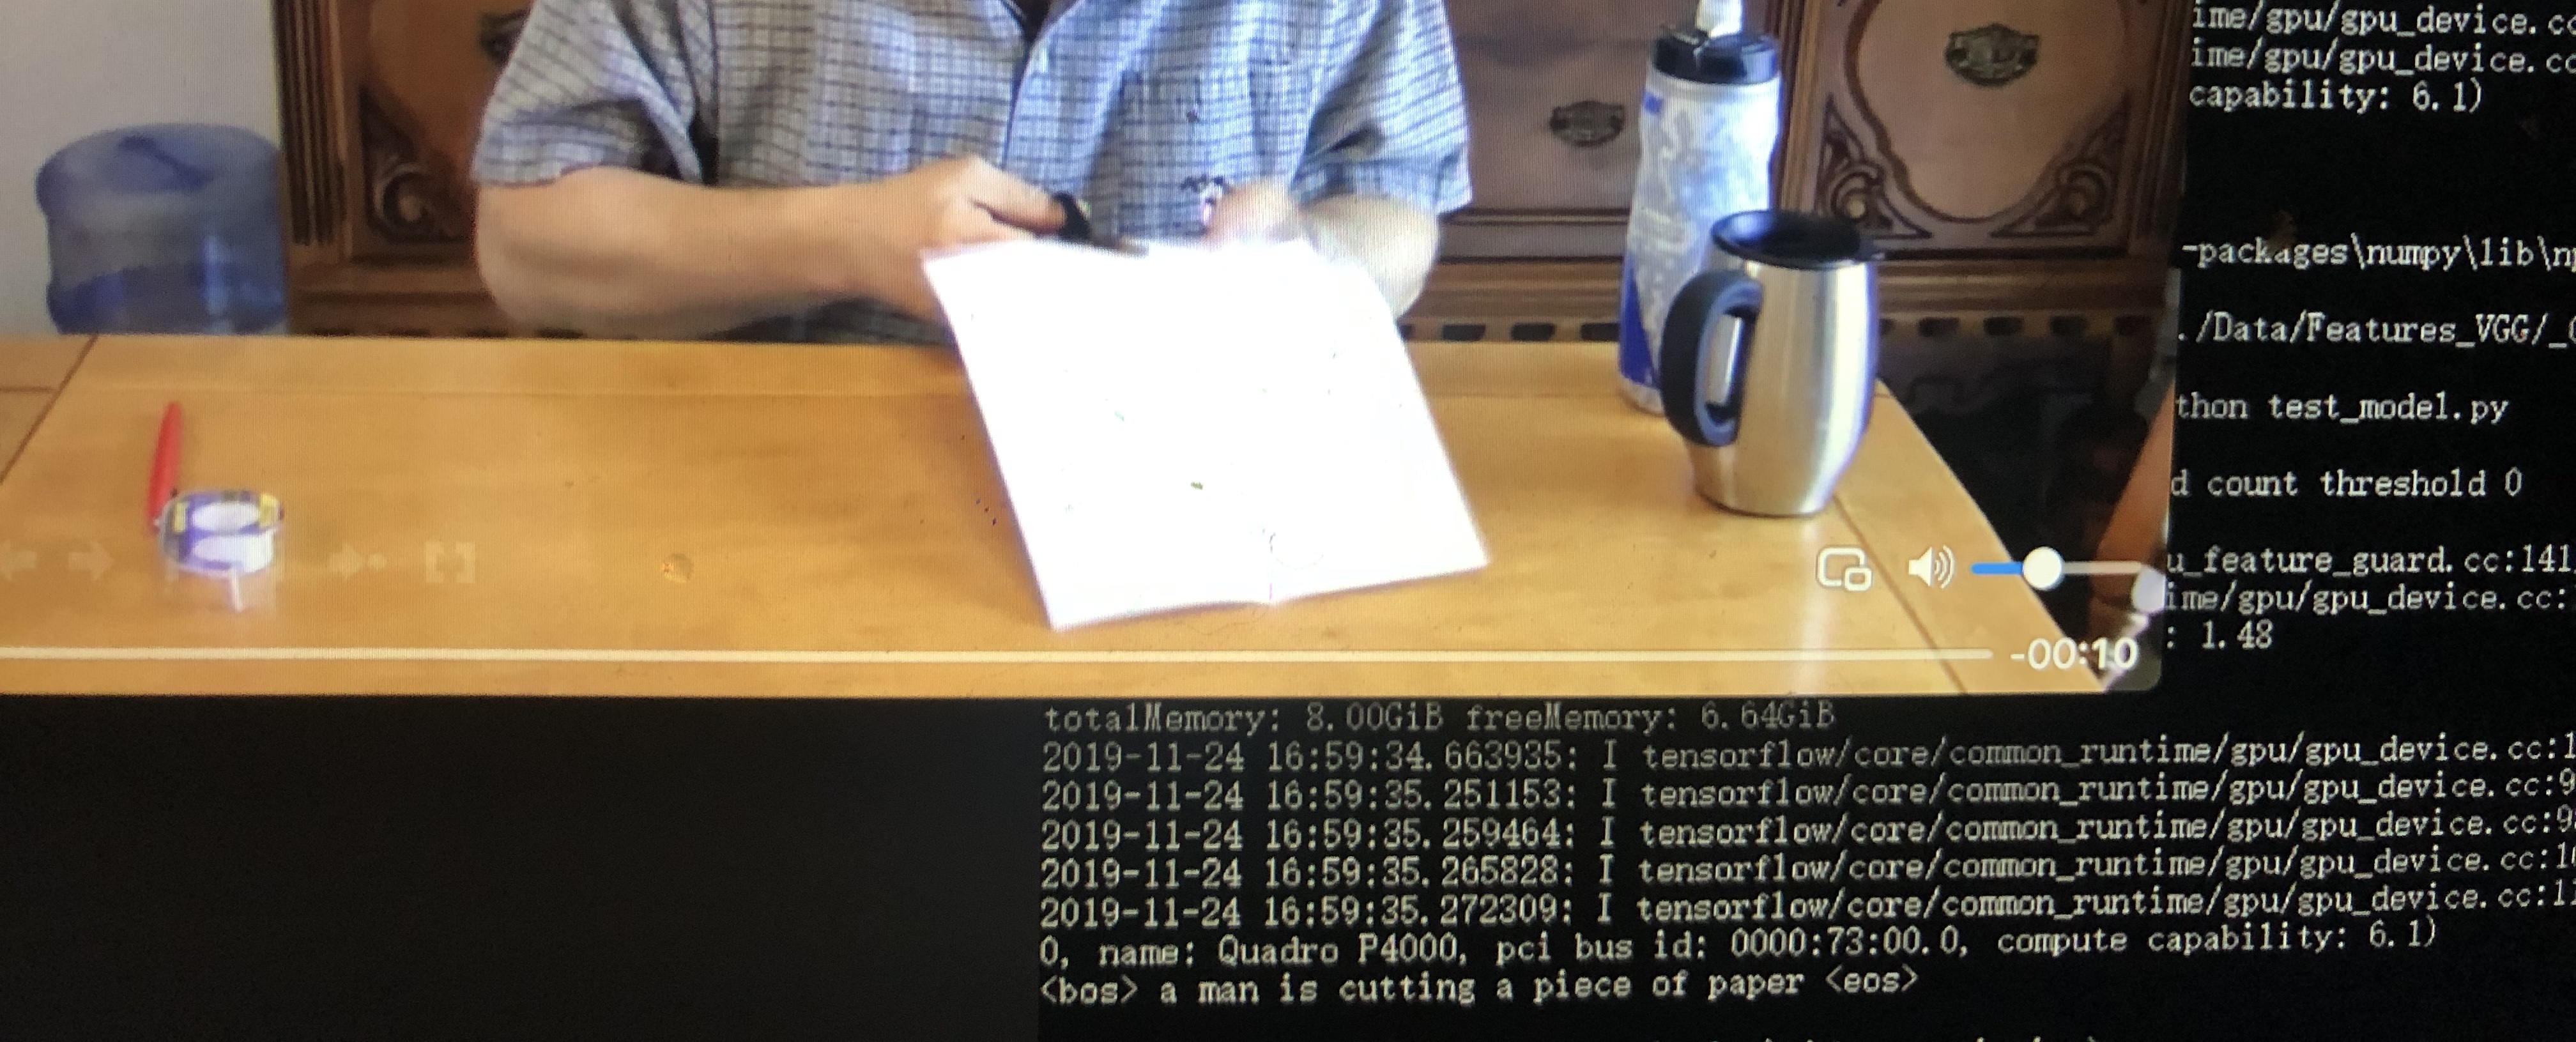 ime/gpu/gpu_device.cc
ime/gpu/gpu_device.cc
capability: 6.1)
-packages\numpy\lib\n
./Data/Features_VGG/_
thon test_model.py
d count threshold 0
u_feature_guard.cc:141
ime/gpu/gpu_device.cc:
: 1.48
-00:10
totalMemory: 8.00GiB freeMemory: 6.64GiB
2019-11-24 16:59:34.663935: I tensorflow/core/common_runtime/gpu/gpu_device.cc:1
2019-11-24 16:59:35.251153: I tensorflow/core/common_runtime/gpu/gpu_device.cc:9
2019-11-24 16:59:35.259464: I tensorflow/core/common_runtime/gpu/gpu_device.cc:9
2019-11-24 16:59:35.265828: I tensorflow/core/common_runtime/gpu/gpu_device.cc:1
2019-11-24 16:59:35.272309: I tensorflow/core/common_runtime/gpu/gpu_device.cc:1
0, name: Quadro P4000, pci bus id: 0000:73:00.0, compute capability: 6.1)
<bos> a man is cutting a piece of paper <eos>